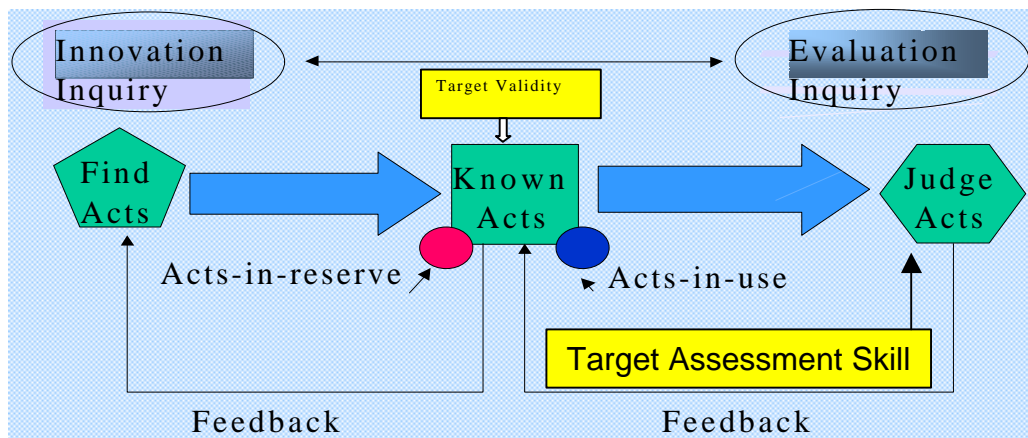 Innovation
Inquiry
Evaluation
Inquiry
Target Validity
Find
Acts
Known
Acts
Judge
Acts
Acts-in-reserve
Acts-in-use
Target Assessment Skill
Feedback
Feedback